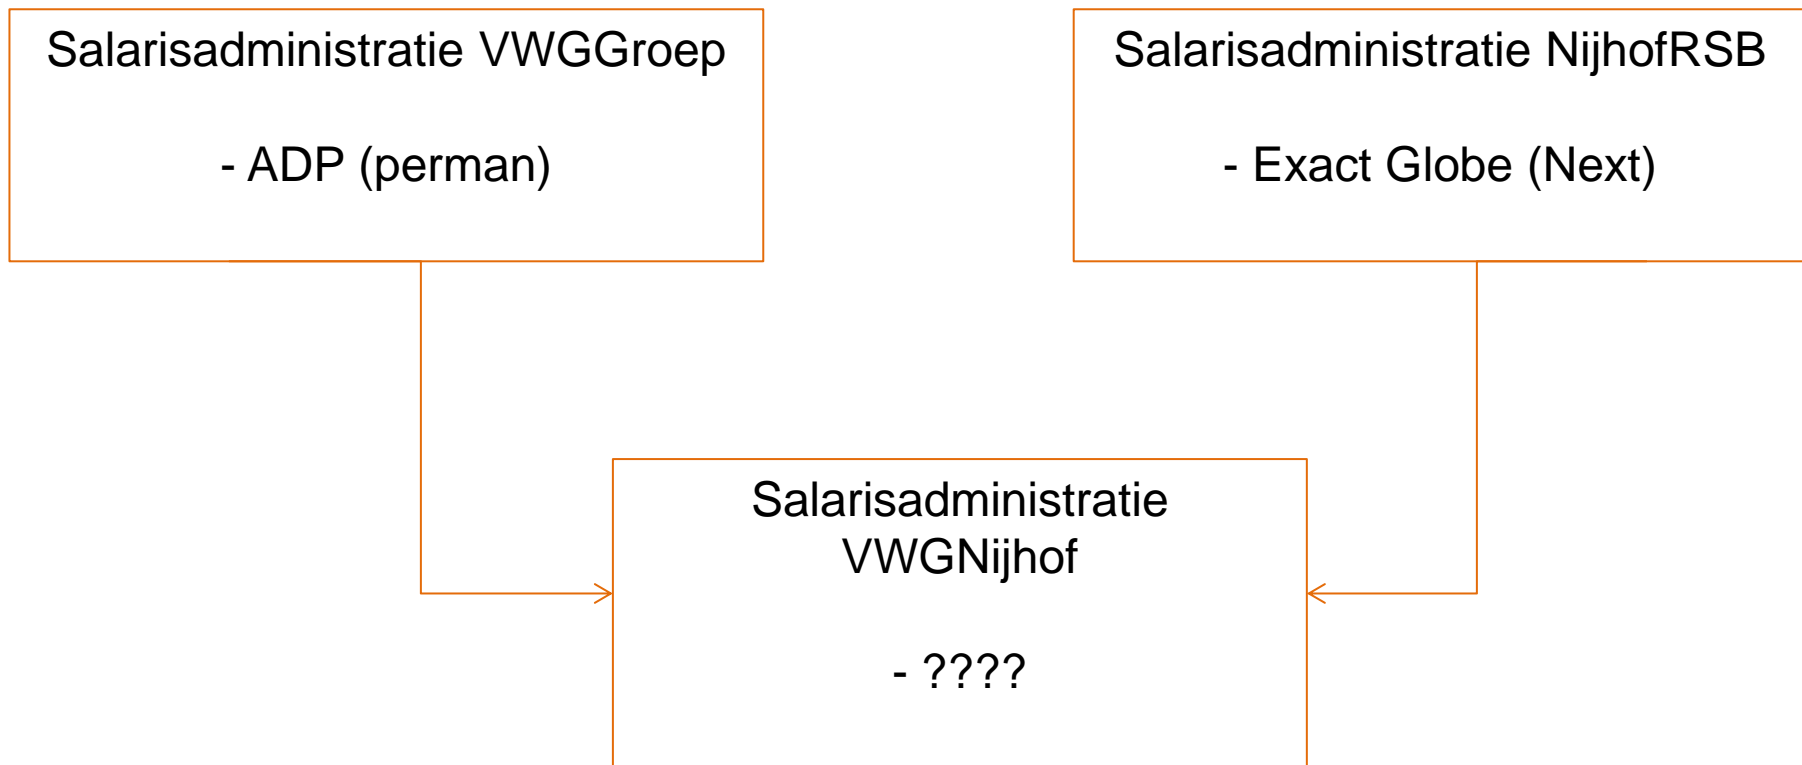 Salarisadministratie VWGGroep
- ADP (perman)
Salarisadministratie NijhofRSB
- Exact Globe (Next)
Salarisadministratie
VWGNijhof
- ????